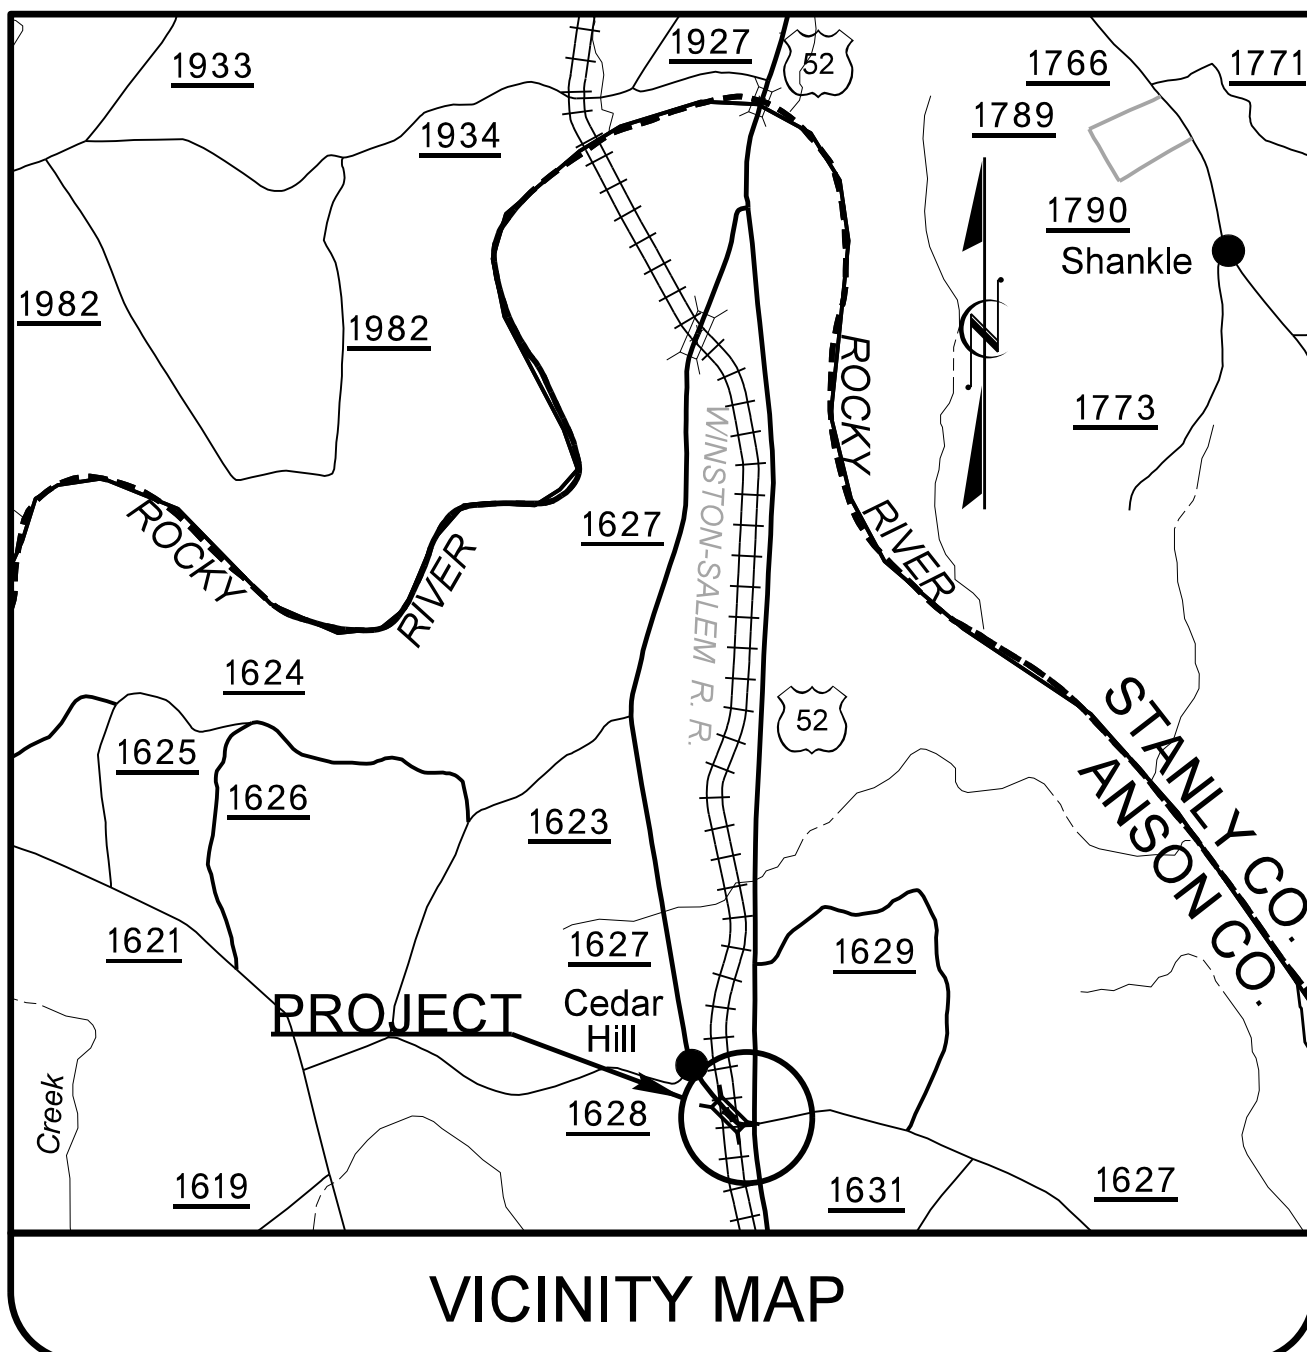 1927
52
1933
1766
1771
1789
1934
1790
Shankle
1982
1982
N
1773
ROCKY
WINSTON-SALEM R. R.
ROCKY
1627
RIVER
RIVER
1624
52
STANLY CO.
1625
ANSON CO.
1626
1623
1621
1627
1629
PROJECT
Cedar
Hill
Creek
1628
1619
1631
1627
VICINITY MAP